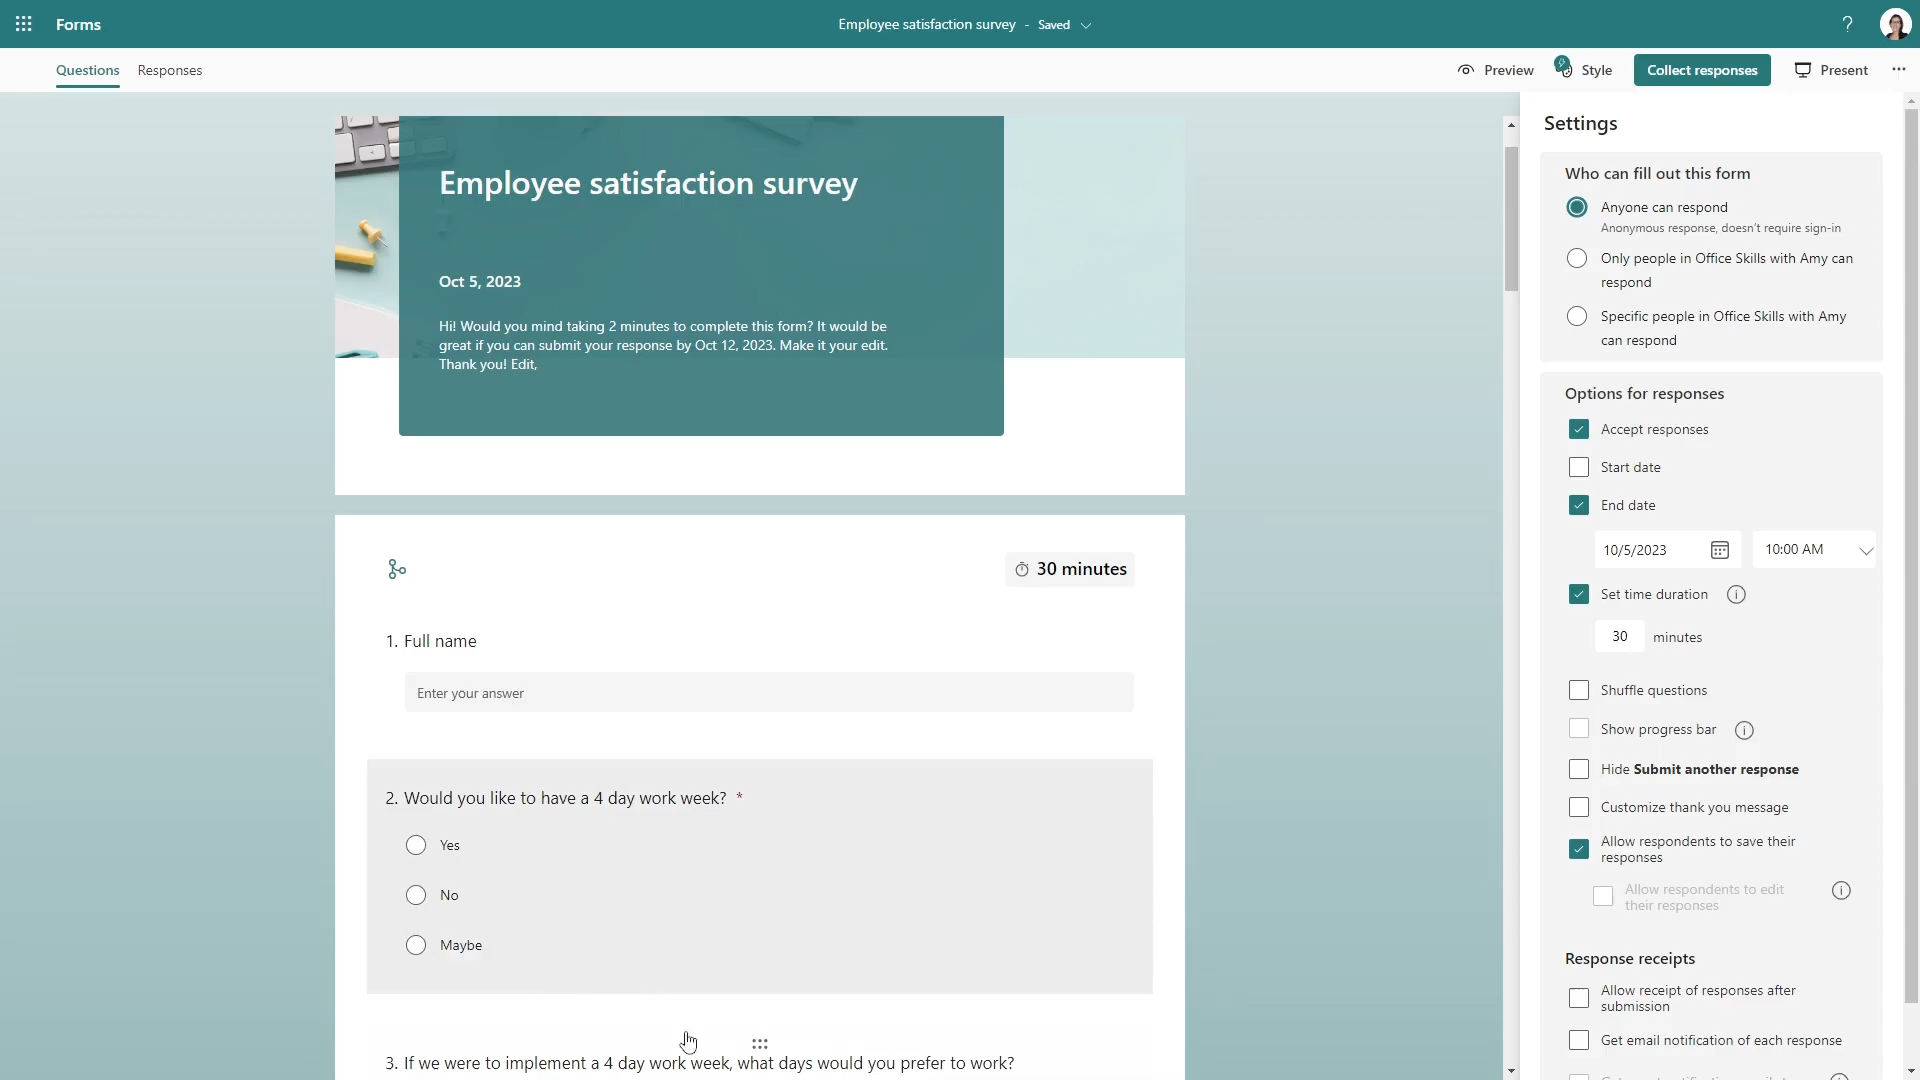 Forms
Employee satisfaction survey - Saved
?
Questions
Responses
Preview
Style
Collect responses
Present
Employee satisfaction survey
Oct 5, 2023
Hi! Would you mind taking 2 minutes to complete this form? It would be
great if you can submit your response by Oct 12, 2023. Make it your edit.
Thank you! Edit,
30 minutes
1. Full name
Enter your answer
2. Would you like to have a 4 day work week? *
Yes
No
Maybe
3. If we were to implement a 4 day work week, what days would you prefer to work?
Settings
Who can fill out this form
Anyone can respond
Anonymous response, doesn't require sign-in
Only people in Office Skills with Amy can
respond
Specific people in Office Skills with Amy
can respond
Options for responses
Accept responses
Start date
End date
10/5/2023
10:00 AM
Set time duration
30 minutes
Shuffle questions
Show progress bar
Hide Submit another response
Customize thank you message
Allow respondents to save their
responses
Allow respondents to edit
their responses
Response receipts
Allow receipt of responses after
submission
Get email notification of each response